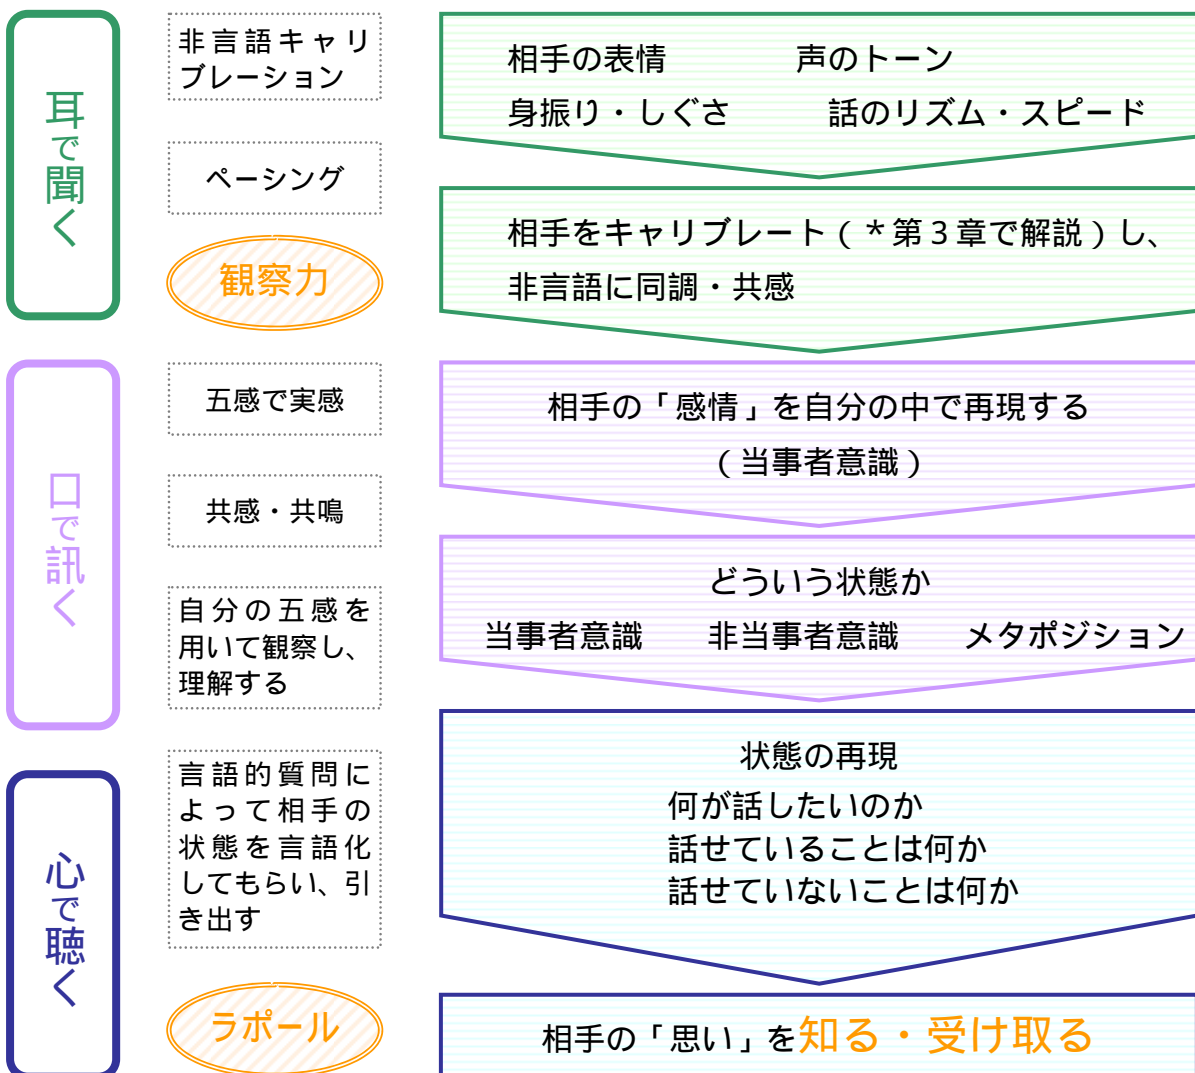 耳で聞く
非言語キャリ
ブレーション
ペーシング
観察力
相手の表情　声のトーン
身振り・しぐさ　話のリズム・スピード
相手をキャリブレート（＊第３章で解説）し、
非言語に同調・共感
口で訊く
五感で実感
共感・共鳴
自分の五感を
用いて観察し、
理解する
相手の「感情」を自分の中で再現する
（当事者意識）
どういう状態か
当事者意識　非当事者意識　メタポジション
心で聴く
言語的質問に
よって相手の
状態を言語化
してもらい、引
き出す
ラポール
状態の再現
何が話したいのか
話せていることは何か
話せていないことは何か
相手の「思い」を知る・受け取る